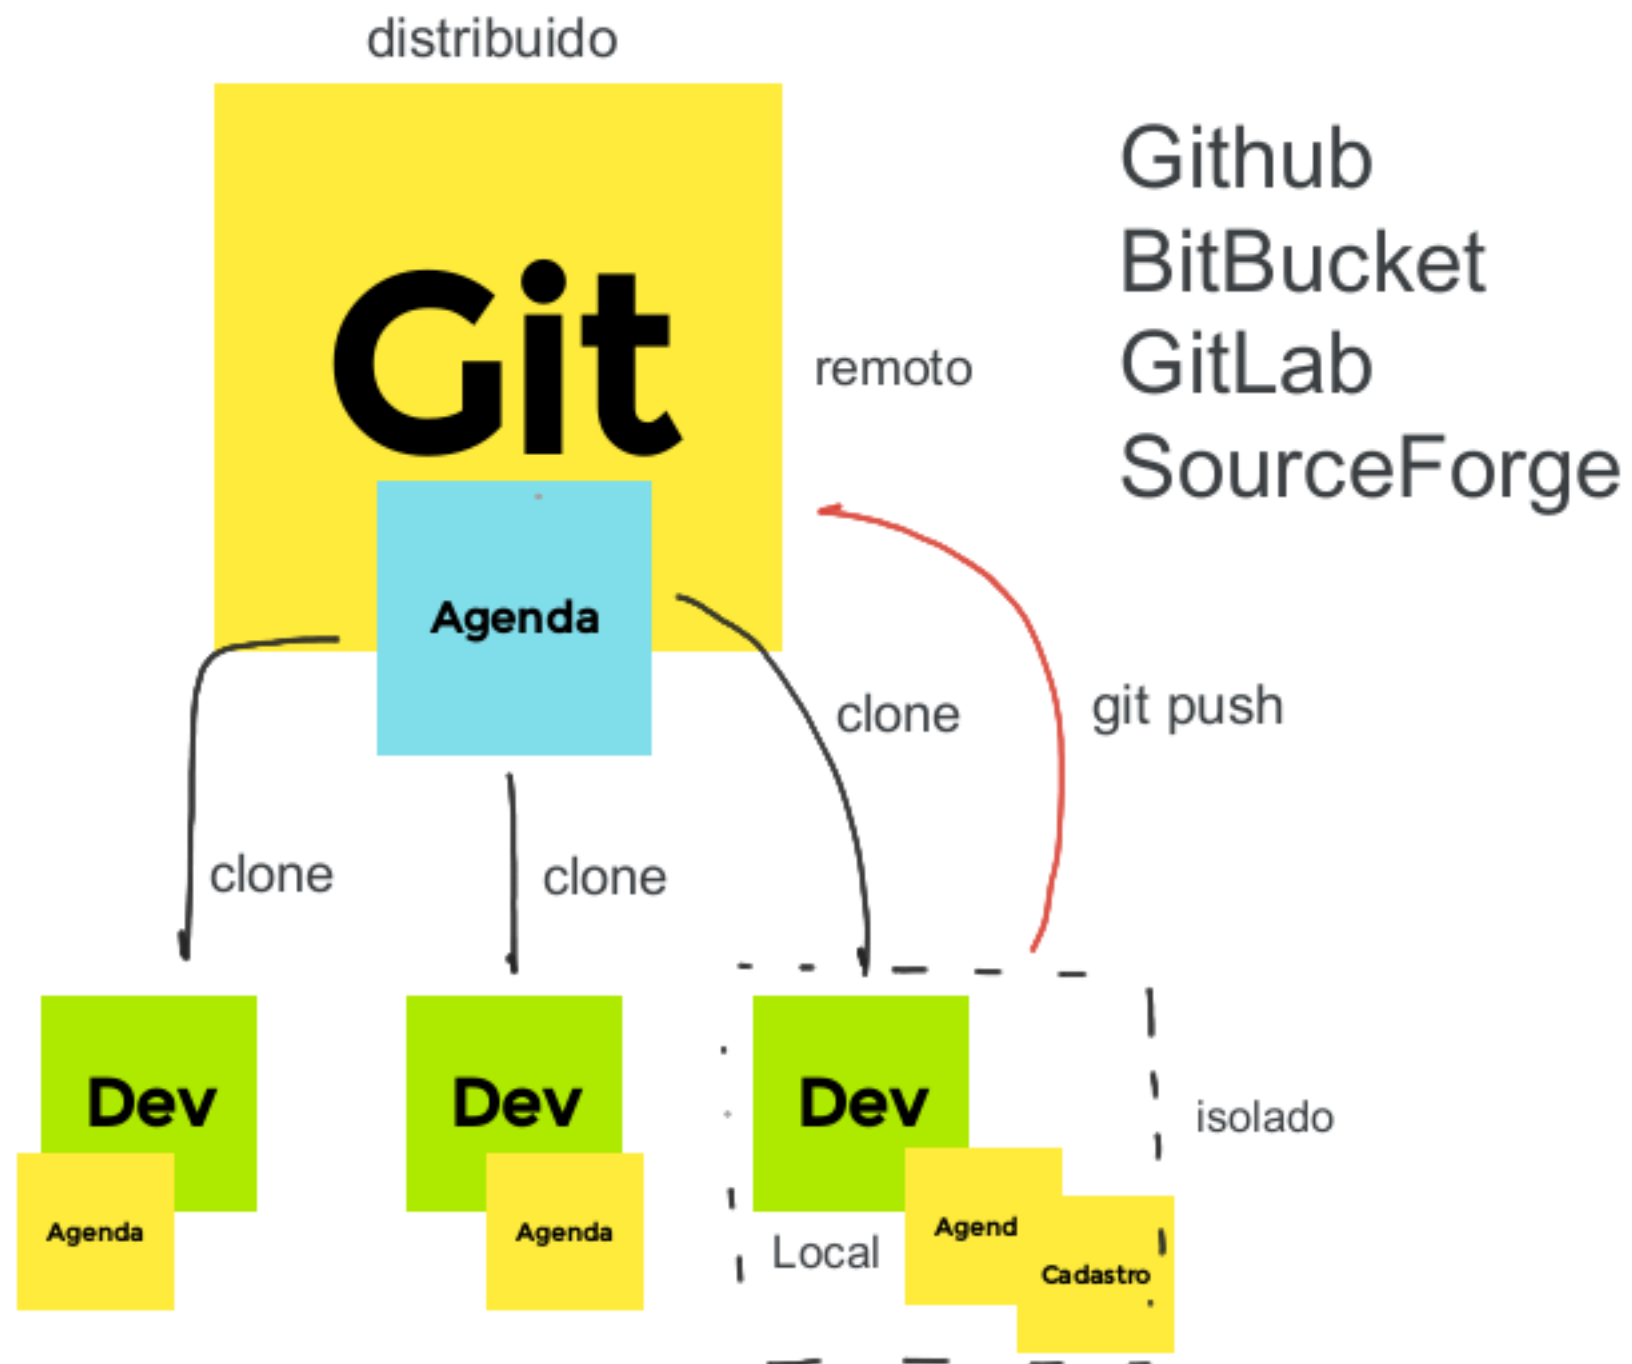 distribuido
Git
remoto
Github
BitBucket
GitLab
SourceForge
Agenda
clone
git push
clone
clone
Dev
Dev
Dev
isolado
Agenda
Agenda
Local
Agend
Cadastro